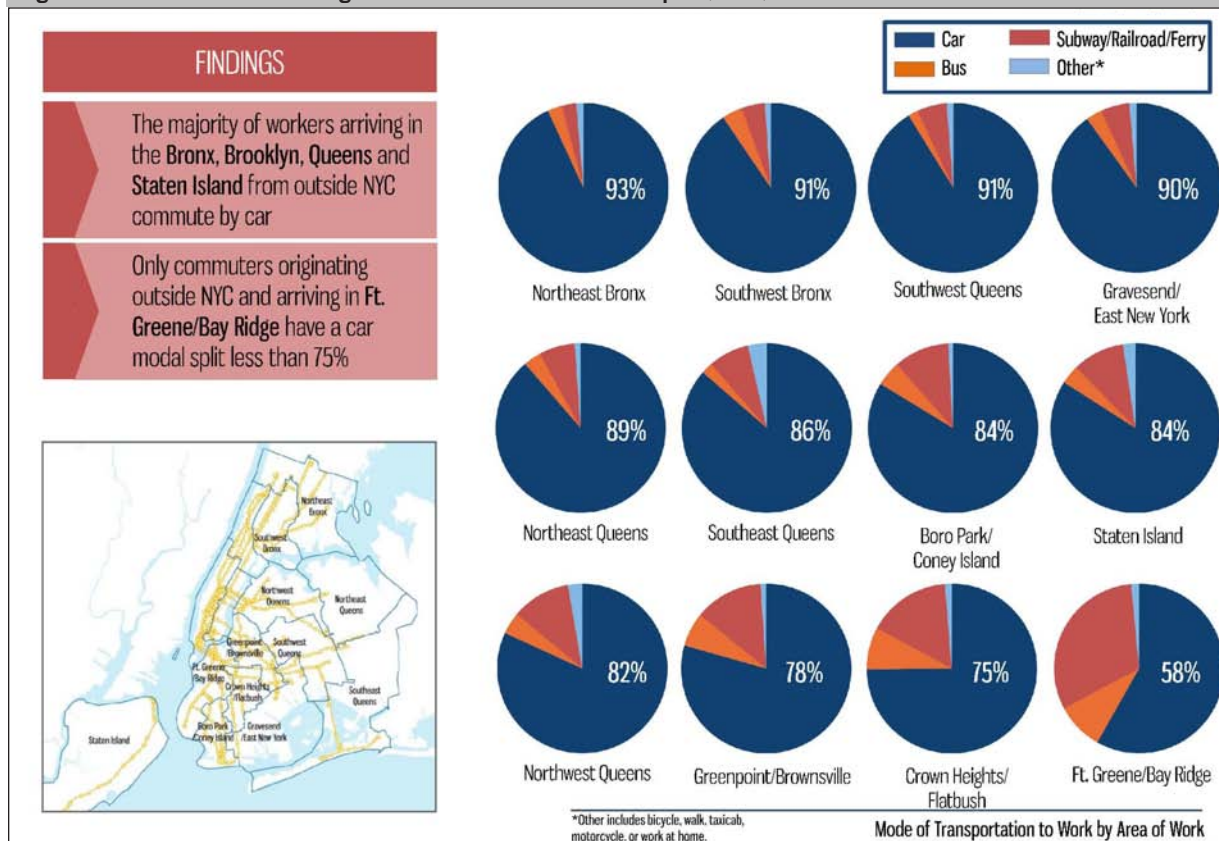 FINDINGS
The majority of workers arriving in
the Bronx, Brooklyn, Queens and
Staten Island from outside NYC
commute by car
Only commuters originating
outside NYC and arriving in Ft.
Greene/Bay Ridge have a car
modal split less than 75%
Car
Subway/Railroad/Ferry
Bus
Other*
93%
91%
91%
90%
Northeast Bronx
Southwest Bronx
Southwest Queens
Gravesend/
East New York
89%
86%
84%
84%
Northeast Queens
Southeast Queens
Boro Park/
Coney Island
Staten Island
82%
78%
75%
58%
Northwest Queens
Greenpoint/Brownsville
Crown Heights/
Flatbush
Ft. Greene/Bay Ridge
Northeast
Bronx
Southwest
Bronx
Northwest
Queens
Northeast
Queens
Greenpoint
/Brownsville
Southwest
Queens
Ft. Greene
/Bay Ridge
Crown Heights
/Flatbush
Southeast
Queens
Boro Park
/Coney Island
Gravesend
/East New York
Staten Island
*Other includes bicycle, walk, taxicab,
motorcycle, or work at home.
Mode of Transportation to Work by Area of Work